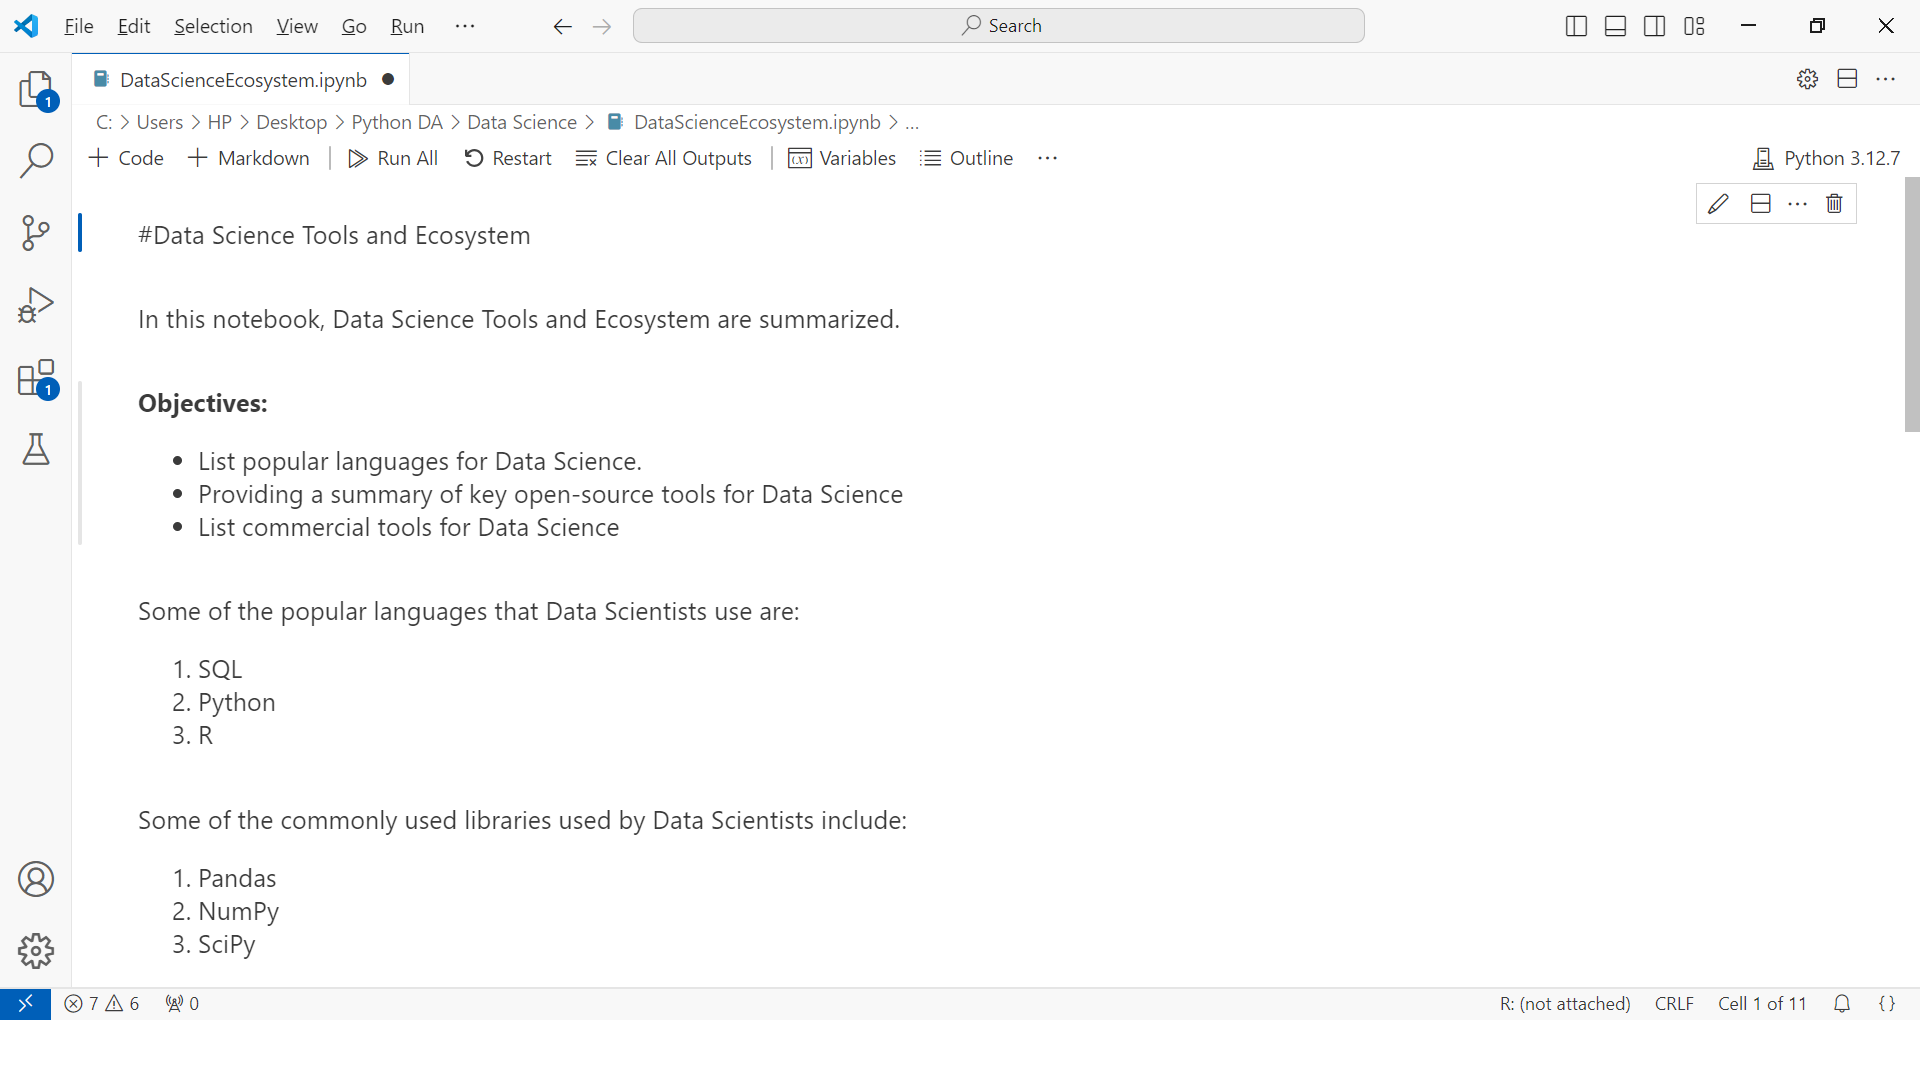 File Edit Selection View Go Run ··· Search
DataScienceEcosystem.ipynb
C: > Users > HP > Desktop > Python DA > Data Science > DataScienceEcosystem.ipynb > ...
+ Code + Markdown Run All Restart Clear All Outputs (x) Variables Outline ··· Python 3.12.7
1
#Data Science Tools and Ecosystem
In this notebook, Data Science Tools and Ecosystem are summarized.
Objectives:
• List popular languages for Data Science.
• Providing a summary of key open-source tools for Data Science
• List commercial tools for Data Science
1
Some of the popular languages that Data Scientists use are:
1. SQL
2. Python
3. R
Some of the commonly used libraries used by Data Scientists include:
1. Pandas
2. NumPy
3. SciPy
7 6 0 R: (not attached) CRLF Cell 1 of 11 {}